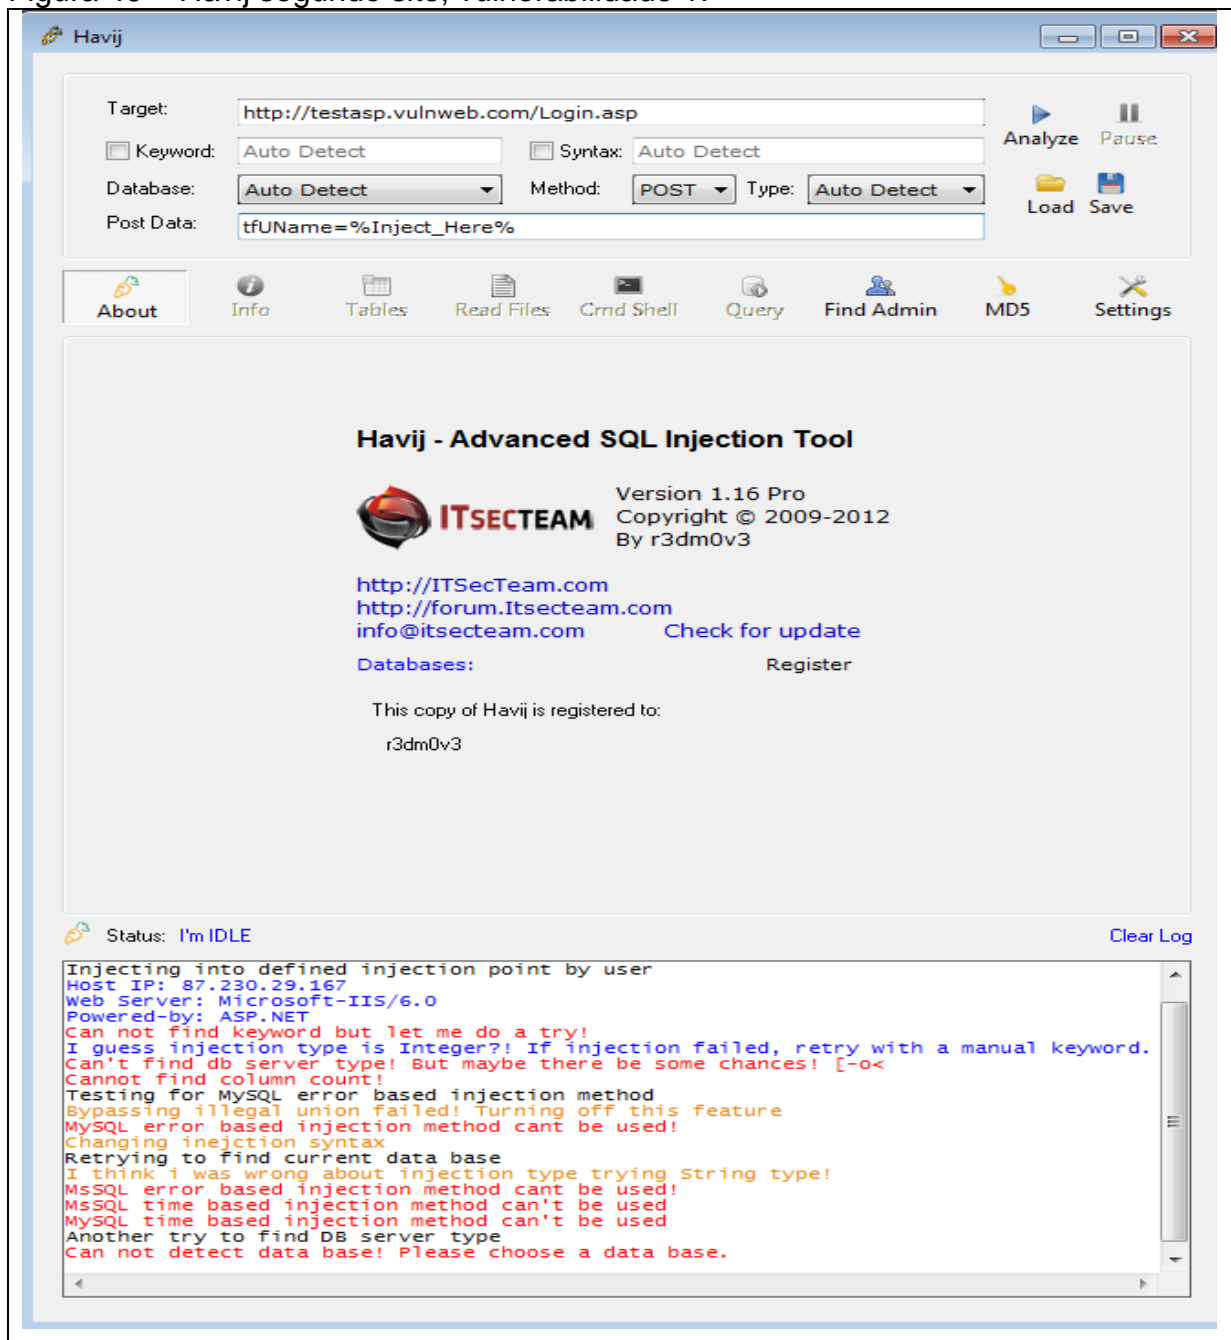 Havij
Target: http://testasp.vulnweb.com/Login.asp
Analyze Pause
Keyword: Auto Detect Syntax: Auto Detect
Database: Auto Detect Method: POST Type: Auto Detect
Load Save
Post Data: tfUName=%Inject_Here%
About Info Tables Read Files Cmd Shell Query Find Admin MD5 Settings
Havij - Advanced SQL Injection Tool
ITSECTEAM
Version 1.16 Pro
Copyright © 2009-2012
By r3dm0v3
http://ITSecTeam.com
http://forum.Itsecteam.com
info@itsecteam.com Check for update
Databases: Register
This copy of Havij is registered to:
r3dm0v3
Status: I'm IDLE Clear Log
Injecting into defined injection point by user
Host IP: 87.230.29.167
Web Server: Microsoft-IIS/6.0
Powered-by: ASP.NET
Can not find keyword but let me do a try!
I guess injection type is Integer?! If injection failed, retry with a manual keyword.
Can't find db server type! But maybe there be some chances! [-o<
Cannot find column count!
Testing for MySQL error based injection method
Bypassing illegal union failed! Turning off this feature
MySQL error based injection method cant be used!
Changing inejction syntax
Retrying to find current data base
I think i was wrong about injection type trying String type!
MsSQL error based injection method cant be used!
MsSQL time based injection method can't be used
MySQL time based injection method can't be used
Another try to find DB server type
Can not detect data base! Please choose a data base.